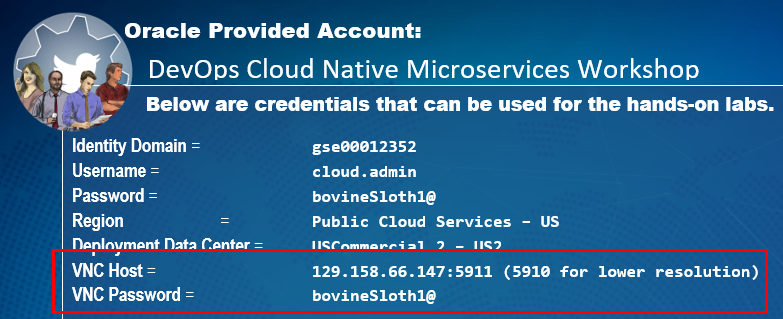 Oracle Provided Account:
DevOps Cloud Native Microservices Workshop
Below are credentials that can be used for the hands-on labs.
Identity Domain = gse00012352
Username = cloud.admin
Password = bovineSloth1@
Region = Public Cloud Services – US
Deployment Data Center = USCommercial 2 – US2
VNC Host = 129.158.66.147:5911 (5910 for lower resolution)
VNC Password = bovineSloth1@